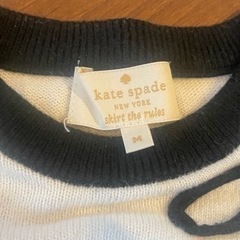 kate spade
NEW YORK
skirt the rules
M